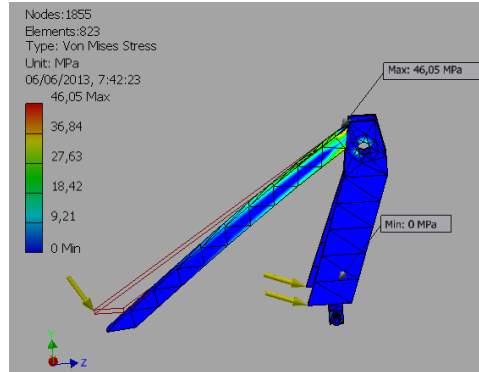 Nodes:1855
Elements:823
Type: Von Mises Stress
Unit: MPa
06/06/2013, 7:42:23
46,05 Max
36,84
27,63
18,42
9,21
0 Min
Max: 46,05 MPa
Min: 0 MPa
Y
Z